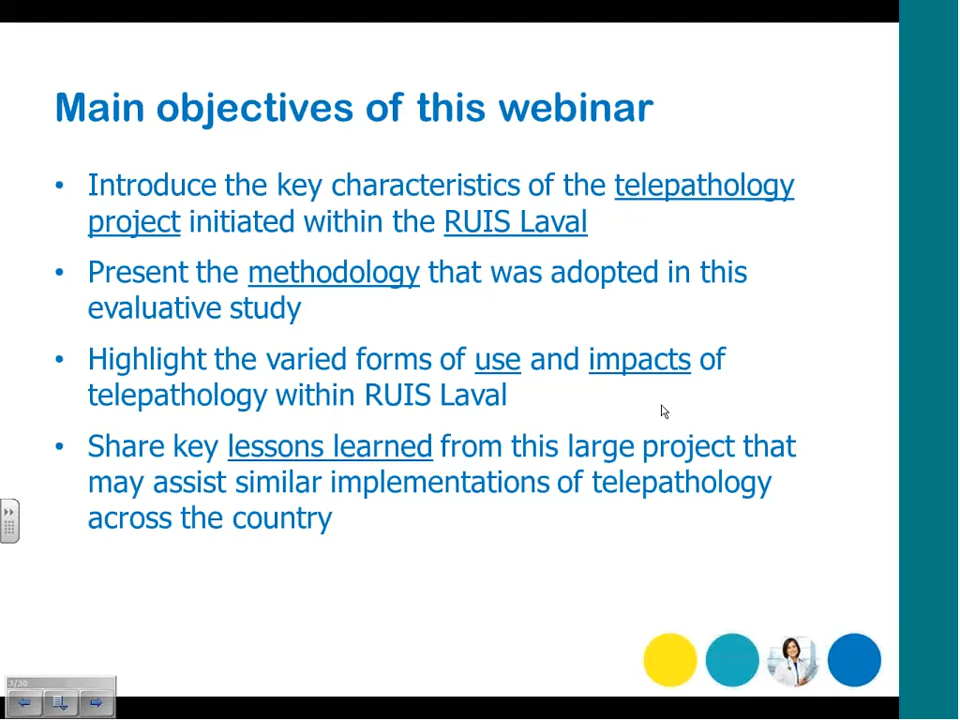 Main objectives of this webinar
• Introduce the key characteristics of the telepathology
project initiated within the RUIS Laval
• Present the methodology that was adopted in this
evaluative study
• Highlight the varied forms of use and impacts of
telepathology within RUIS Laval
• Share key lessons learned from this large project that
may assist similar implementations of telepathology
across the country
3/30